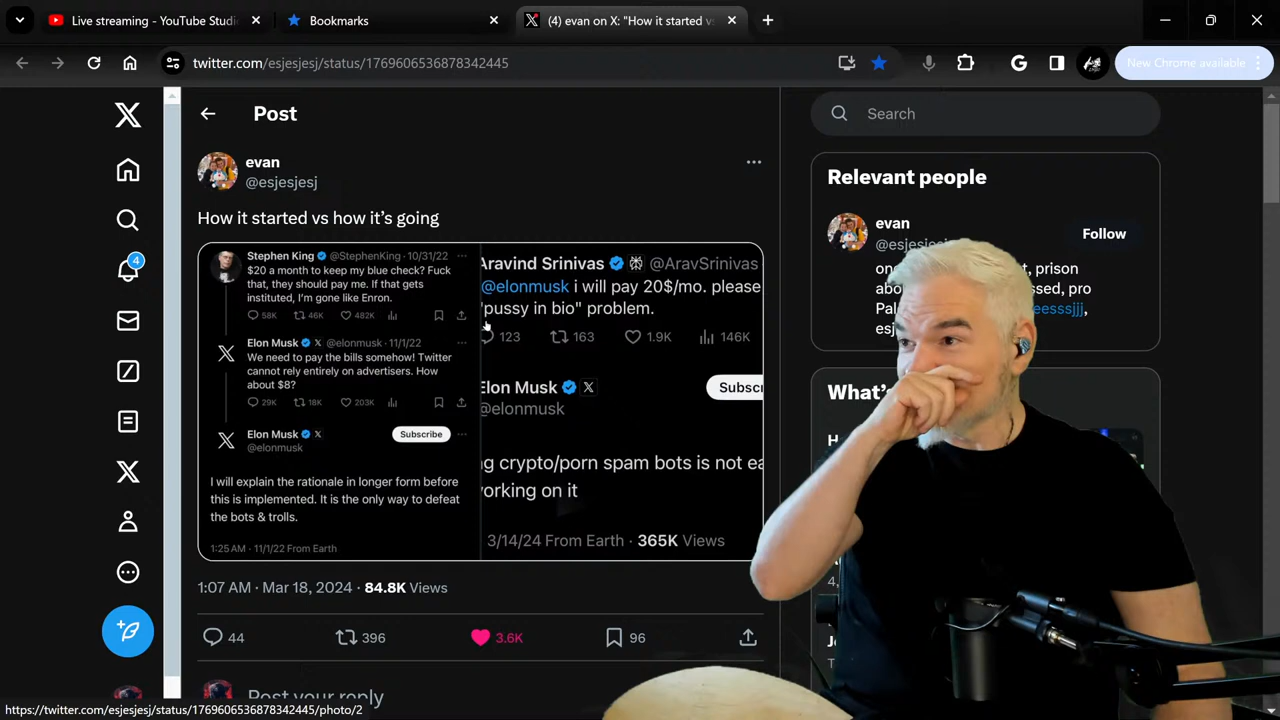 Live streaming - YouTube Studi
Bookmarks
(4) evan on X: "How it started vs
twitter.com/esjesjesj/status/1769606536878342445
New Chrome available
Post
Search
evan
@esjesjesj
How it started vs how it's going
Stephen King @StephenKing · 10/31/22
$20 a month to keep my blue check? Fuck
that, they should pay me. If that gets
instituted, I'm gone like Enron.
58K 46K 482K
Elon Musk @elonmusk · 11/1/22
We need to pay the bills somehow! Twitter
cannot rely entirely on advertisers. How
about $8?
29K 18K 203K
Elon Musk
Subscribe
@elonmusk
I will explain the rationale in longer form before
this is implemented. It is the only way to defeat
the bots & trolls.
1:25 AM · 11/1/22 From Earth
Aravind Srinivas @AravSrinivas
@elonmusk i will pay 20$/mo. please
"pussy in bio" problem.
123 163 1.9K 146K
Elon Musk
Subscr
@elonmusk
g crypto/porn spam bots is not ea
orking on it
3/14/24 From Earth · 365K Views
1:07 AM · Mar 18, 2024 · 84.8K Views
44 396 3.6K 96
Post your reply
Relevant people
evan
@esjesjesj
Follow
on
, prison
abo
ssed, pro
Pal
eesssjjj,
esj
What's
4
4,
https://twitter.com/esjesjesj/status/1769606536878342445/photo/2